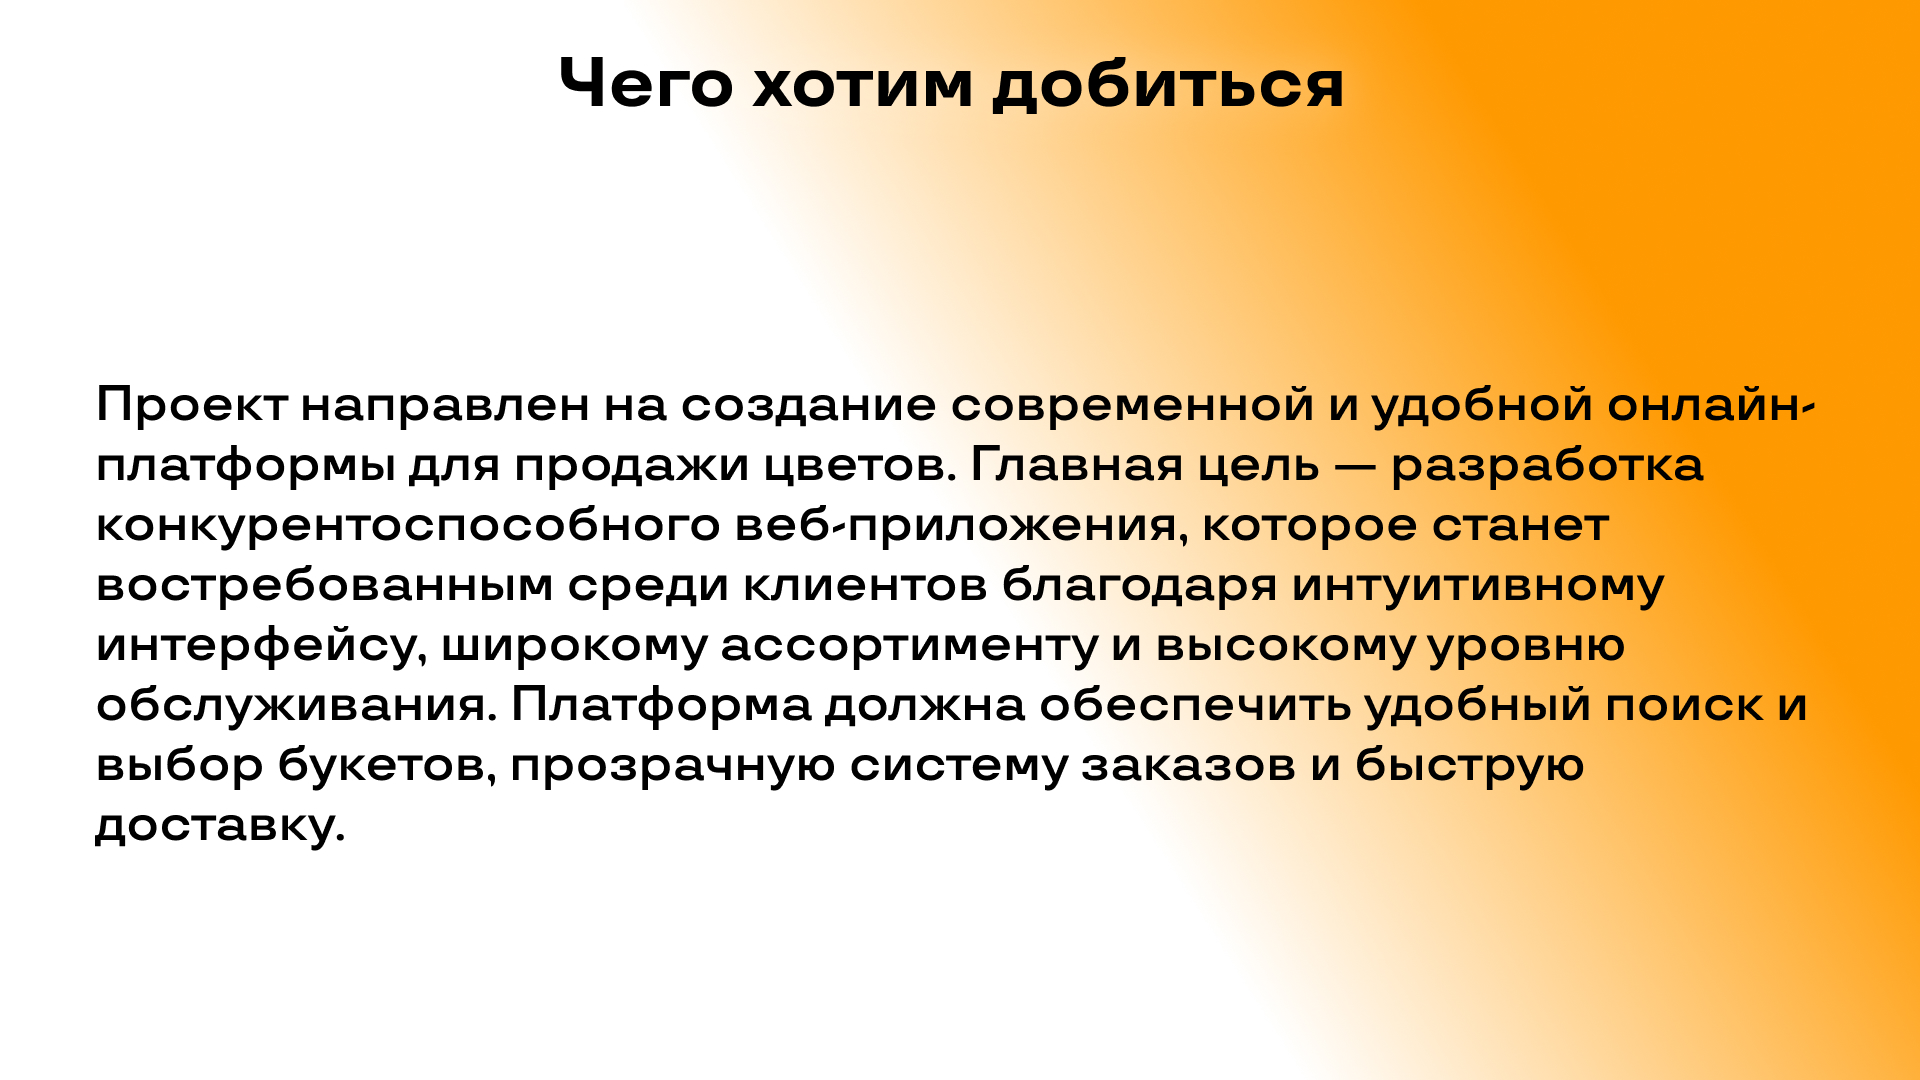 Чего хотим добиться
Проект направлен на создание современной и удобной онлайн-
платформы для продажи цветов. Главная цель — разработка
конкурентоспособного веб-приложения, которое станет
востребованным среди клиентов благодаря интуитивному
интерфейсу, широкому ассортименту и высокому уровню
обслуживания. Платформа должна обеспечить удобный поиск и
выбор букетов, прозрачную систему заказов и быструю
доставку.